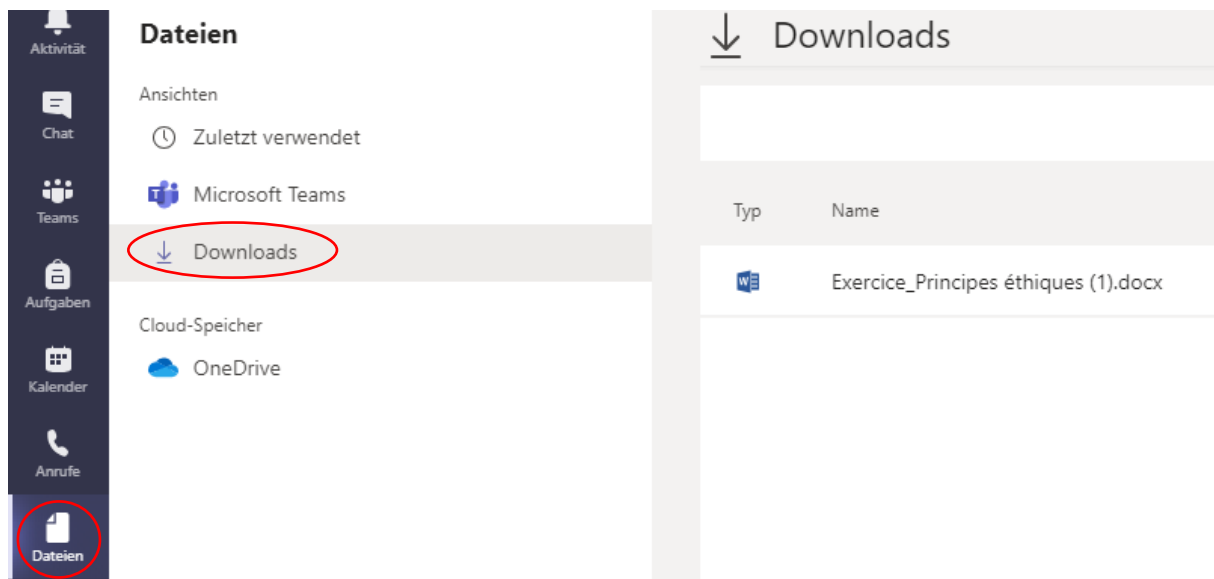 Aktivität
Chat
Teams
Aufgaben
Kalender
Anrufe
Dateien
Dateien
Ansichten
Zuletzt verwendet
Microsoft Teams
Downloads
Cloud-Speicher
OneDrive
Downloads
Typ Name
Exercice_Principes éthiques (1).docx